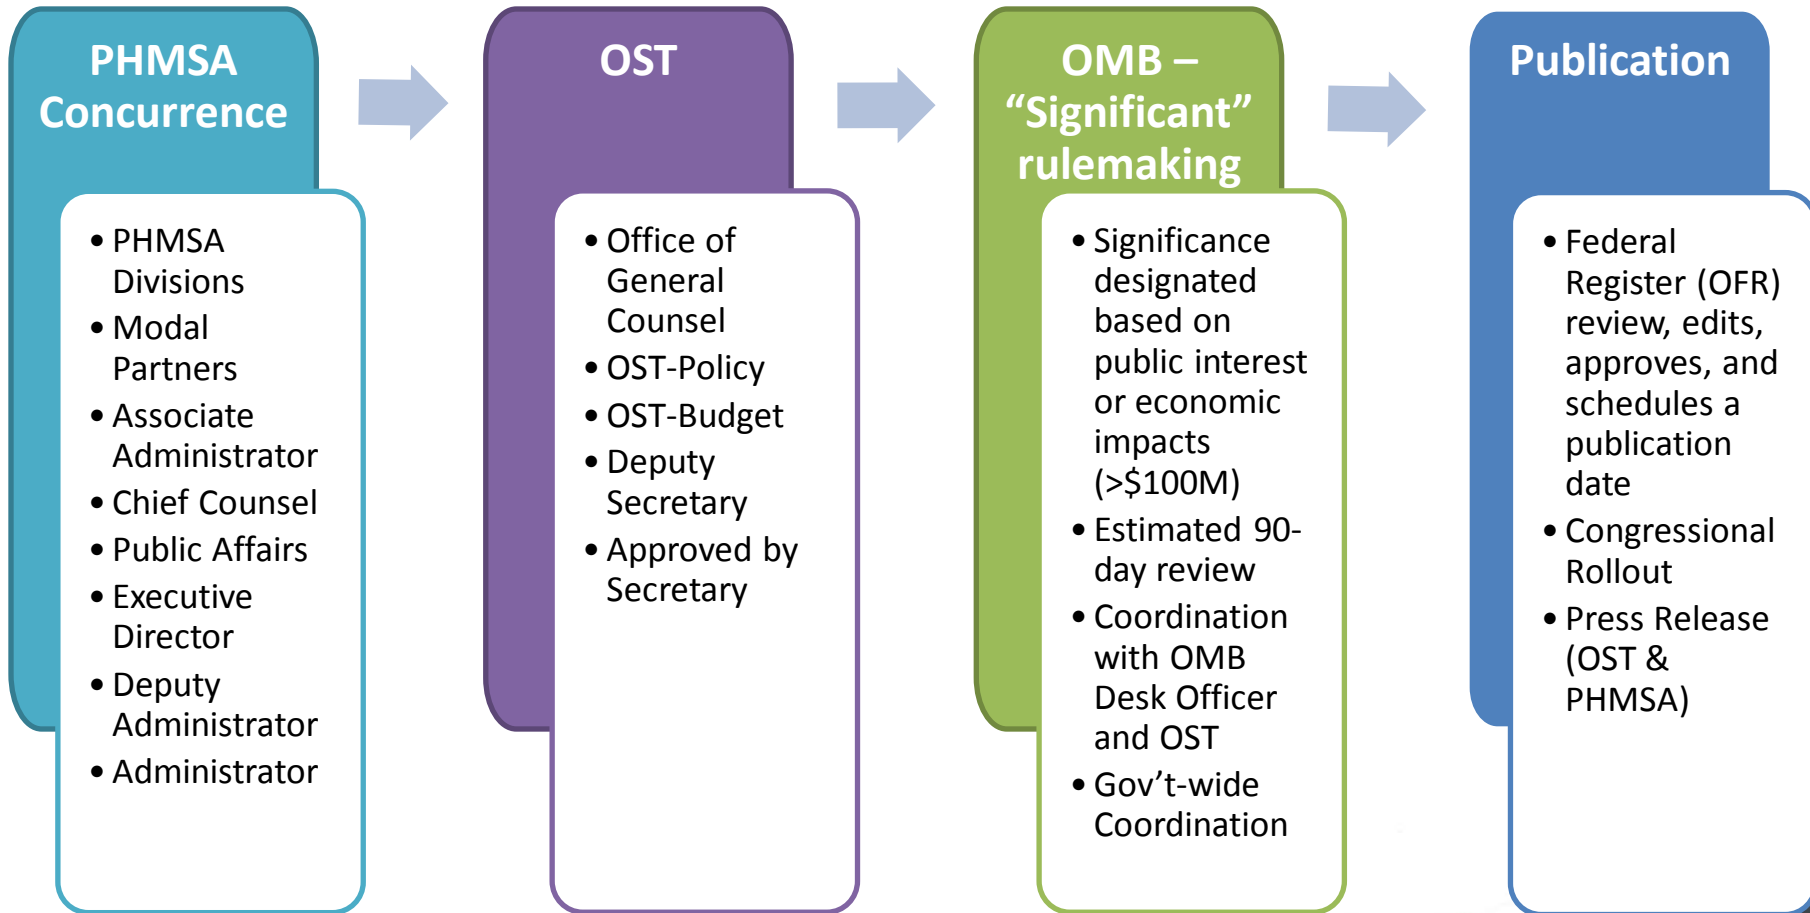 PHMSA
Concurrence
• PHMSA
Divisions
• Modal
Partners
• Associate
Administrator
• Chief Counsel
• Public Affairs
• Executive
Director
• Deputy
Administrator
• Administrator
OST
• Office of
General
Counsel
• OST-Policy
• OST-Budget
• Deputy
Secretary
• Approved by
Secretary
OMB –
“Significant”
rulemaking
• Significance
designated
based on
public interest
or economic
impacts
(>$100M)
• Estimated 90-
day review
• Coordination
with OMB
Desk Officer
and OST
• Gov’t-wide
Coordination
Publication
• Federal
Register (OFR)
review, edits,
approves, and
schedules a
publication
date
• Congressional
Rollout
• Press Release
(OST &
PHMSA)